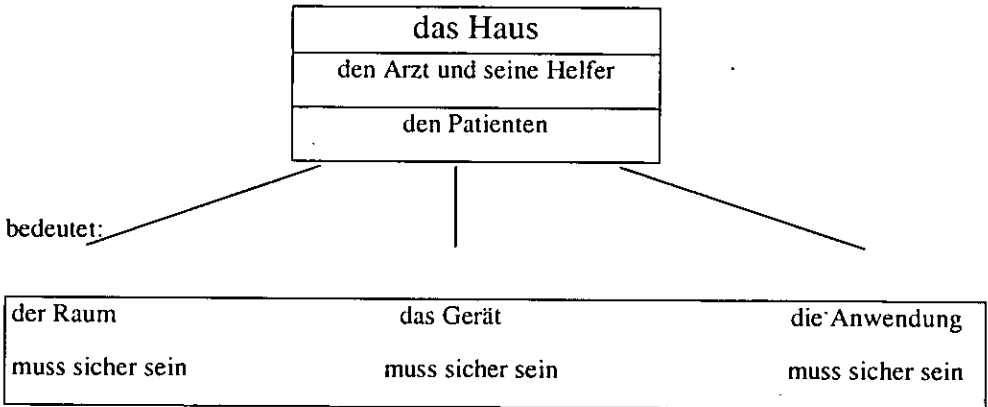 das Haus
den Arzt und seine Helfer
den Patienten
bedeutet:
der Raum das Gerät die Anwendung
muss sicher sein muss sicher sein muss sicher sein